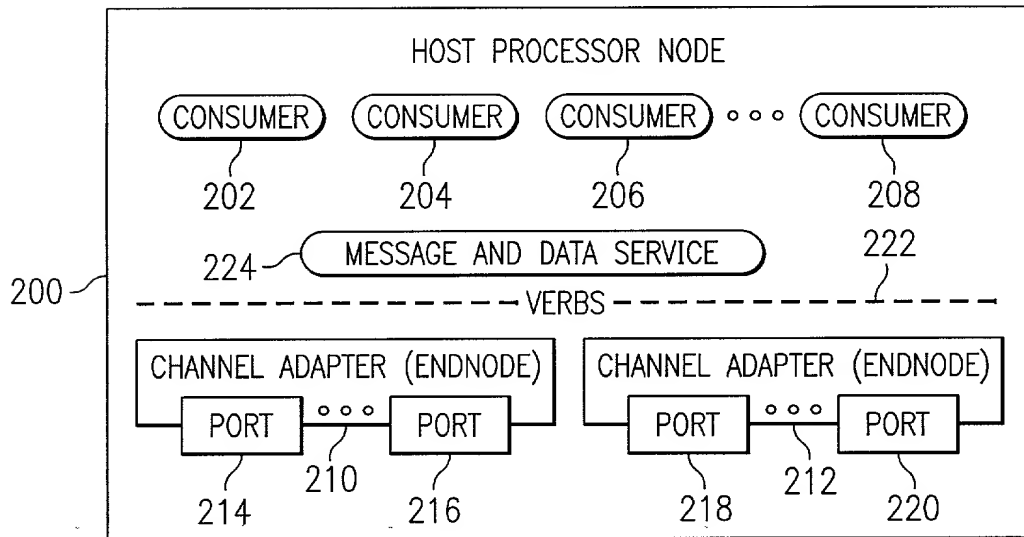 HOST PROCESSOR NODE
CONSUMER CONSUMER CONSUMER CONSUMER
202 204 206 208
MESSAGE AND DATA SERVICE
224 222
200
VERBS
CHANNEL ADAPTER (ENDNODE) CHANNEL ADAPTER (ENDNODE)
PORT PORT PORT PORT
210 212
214 216 218 220